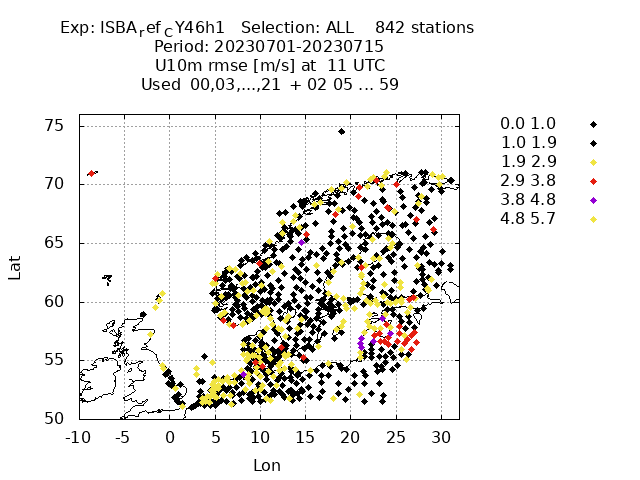 Exp: ISBA_ref_CY46h1 Selection: ALL 842 stations
Period: 20230701-20230715
U10m rmse [m/s] at 11 UTC
Used 00,03,...,21 + 02 05 ... 59
75
70
65
60
55
50
-10 -5 0 5 10 15 20 25 30
Lat
Lon
0.0 1.0
1.0 1.9
1.9 2.9
2.9 3.8
3.8 4.8
4.8 5.7